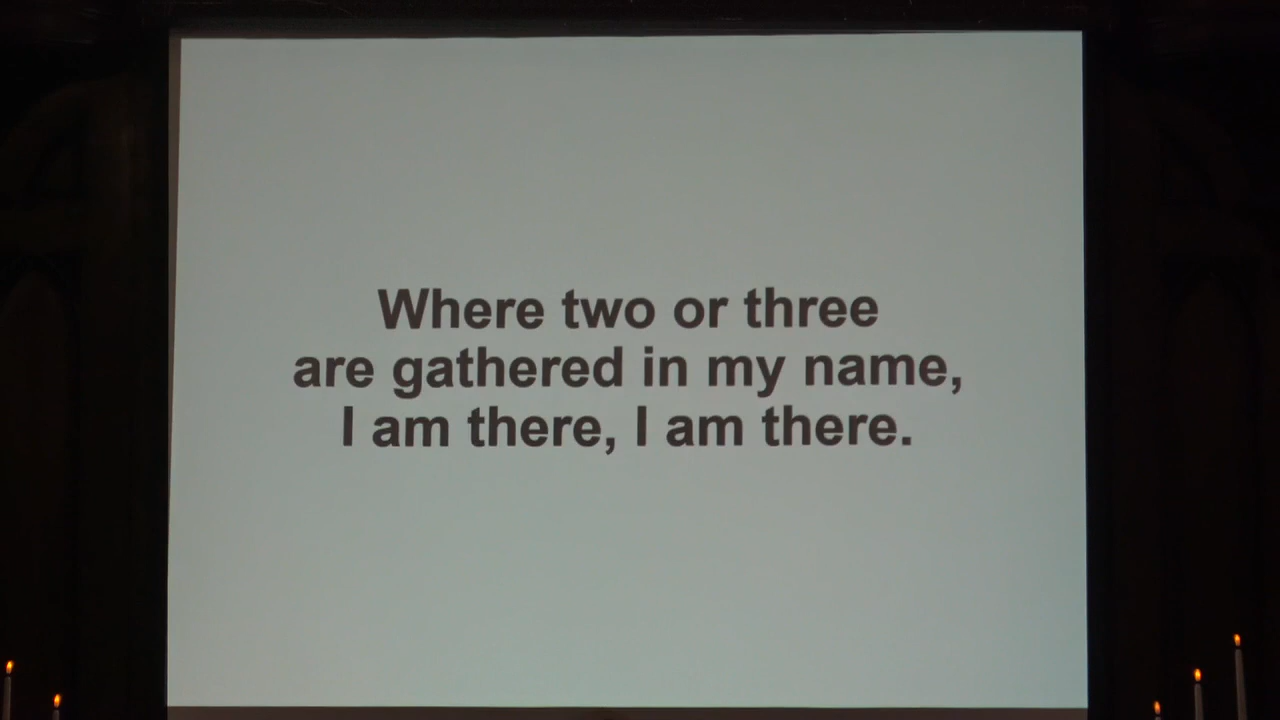 Where two or three
are gathered in my name,
I am there, I am there.